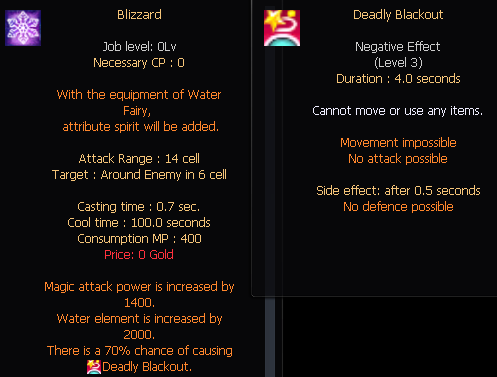 Blizzard
Job level: 0Lv
Necessary CP : 0
With the equipment of Water
Fairy,
attribute spirit will be added.
Attack Range : 14 cell
Target : Around Enemy in 6 cell
Casting time : 0.7 sec.
Cool time : 100.0 seconds
Consumption MP : 400
Price: 0 Gold
Magic attack power is increased by
1400.
Water element is increased by
2000.
There is a 70% chance of causing
Deadly Blackout.
Deadly Blackout
Negative Effect
(Level 3)
Duration : 4.0 seconds
Cannot move or use any items.
Movement impossible
No attack possible
Side effect: after 0.5 seconds
No defence possible